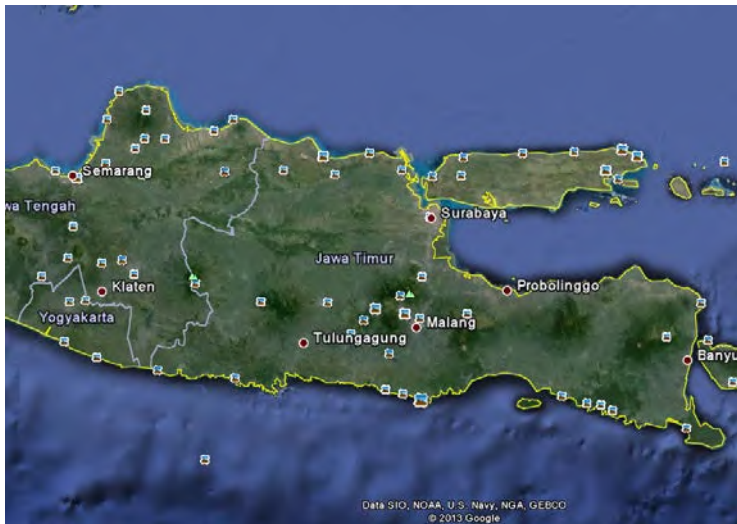 Semarang
wa Tengah
Surabaya
Jawa Timur
Klaten
Probolinggo
Yogyakarta
Malang
Tulungagung
Banyu
Data SIO, NOAA, U.S. Navy, NGA, GEBCO
© 2013 Google